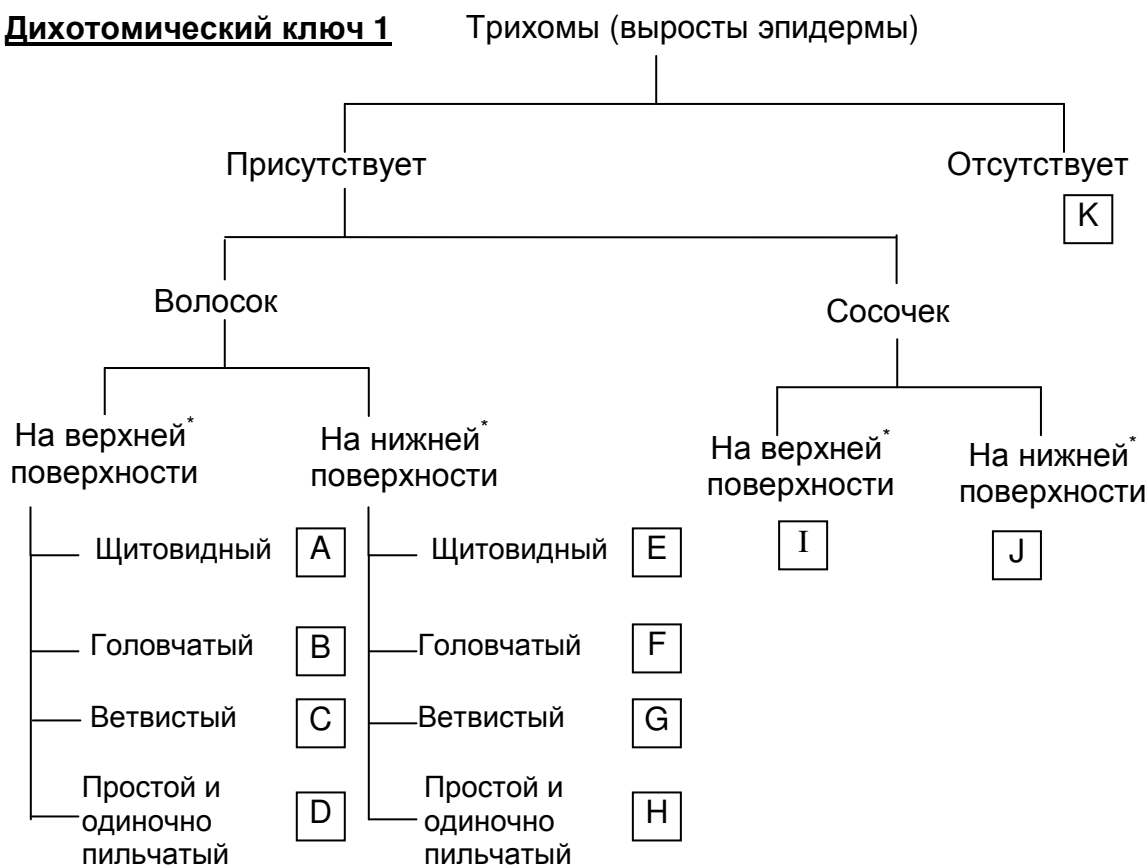 Дихотомический ключ 1
Трихомы (выросты эпидермы)
Присутствует
Отсутствует
K
Волосок
Сосочек
На верхней*
поверхности
На нижней*
поверхности
На верхней*
поверхности
На нижней*
поверхности
I
J
Щитовидный A
Щитовидный E
Головчатый B
Головчатый F
Ветвистый C
Ветвистый G
Простой и
одиночно
пильчатый
D
Простой и
одиночно
пильчатый
H